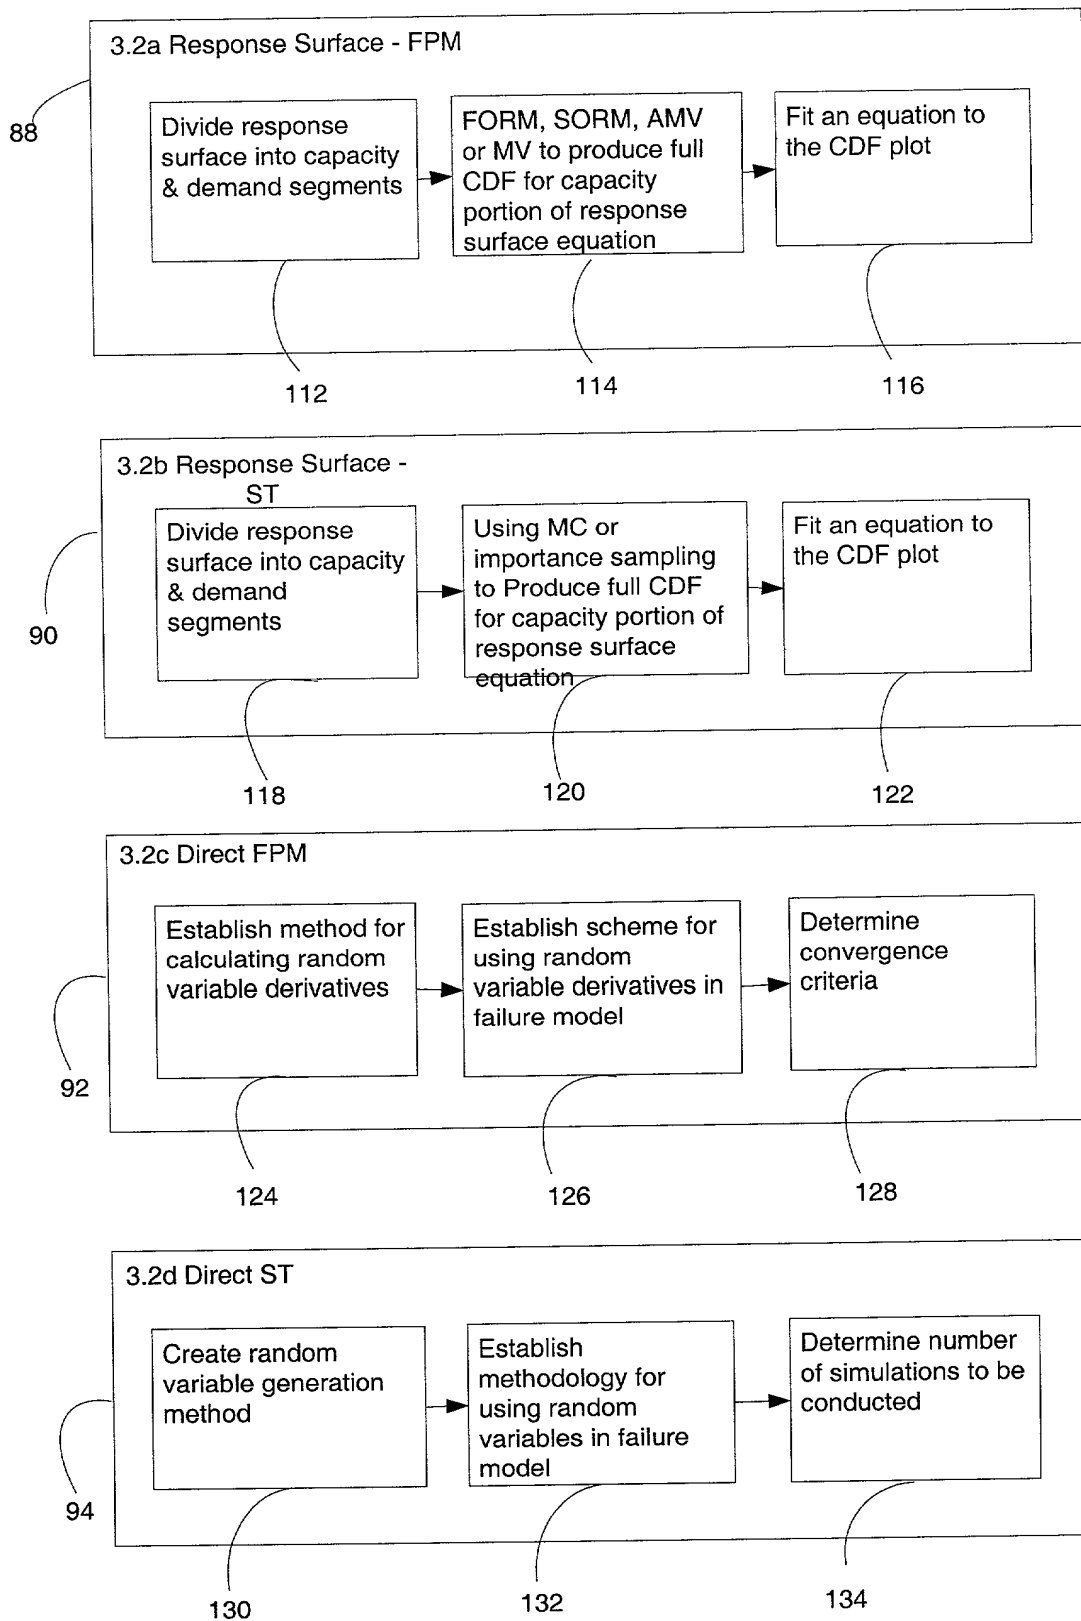 3.2a Response Surface - FPM
88
Divide response
surface into capacity
& demand segments
FORM, SORM, AMV
or MV to produce full
CDF for capacity
portion of response
surface equation
Fit an equation to
the CDF plot
112
114
116
3.2b Response Surface -
ST
90
Divide response
surface into capacity
& demand
segments
Using MC or
importance sampling
to Produce full CDF
for capacity portion of
response surface
equation
Fit an equation to
the CDF plot
118
120
122
3.2c Direct FPM
92
Establish method for
calculating random
variable derivatives
Establish scheme for
using random
variable derivatives in
failure model
Determine
convergence
criteria
124
126
128
3.2d Direct ST
94
Create random
variable generation
method
Establish
methodology for
using random
variables in failure
model
Determine number
of simulations to be
conducted
130
132
134